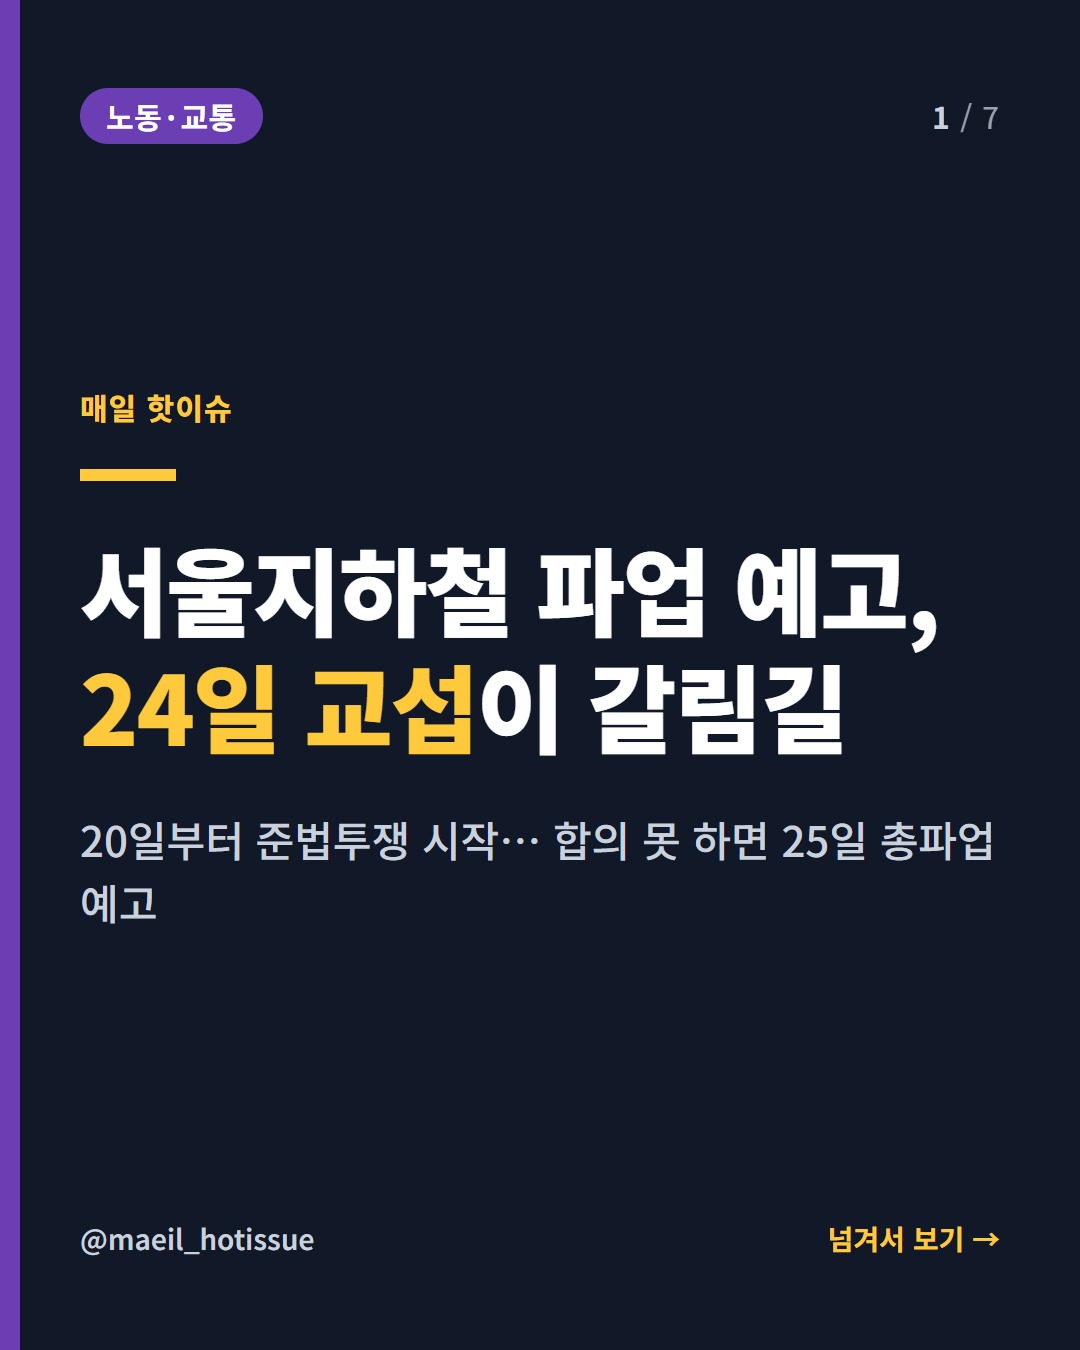 노동·교통
1 / 7
매일 핫이슈
서울지하철 파업 예고,
24일 교섭이 갈림길
20일부터 준법투쟁 시작… 합의 못 하면 25일 총파업
예고
@maeil_hotissue
넘겨서 보기 →